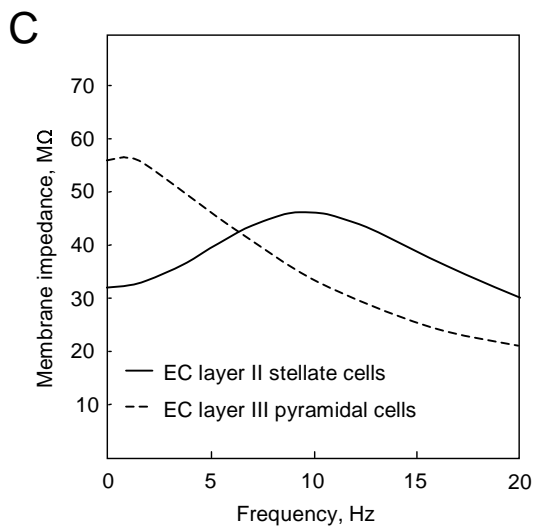 C
Membrane impedance, MΩ
70
60
50
40
30
20
10
EC layer II stellate cells
EC layer III pyramidal cells
0 5 10 15 20
Frequency, Hz